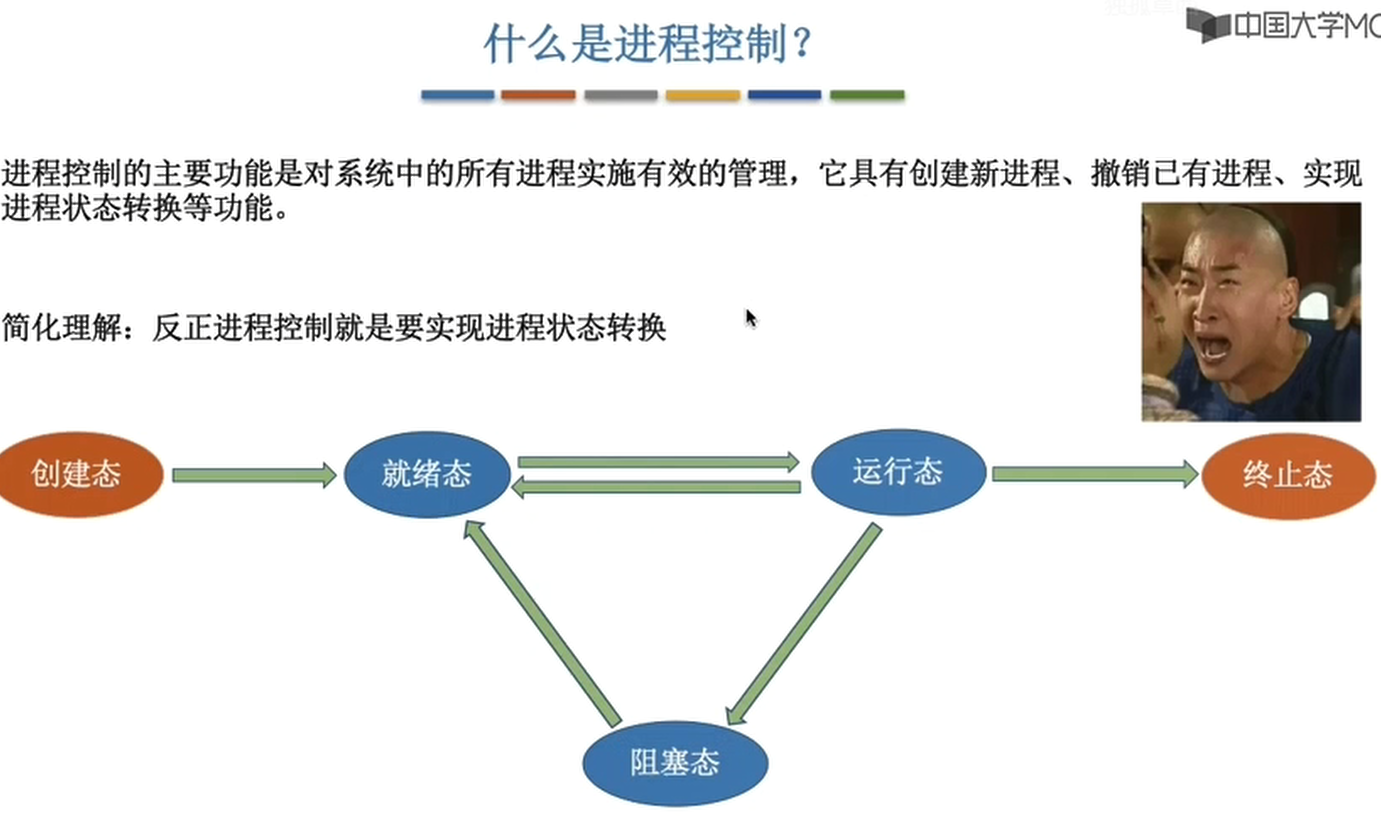 中国大学MO
什么是进程控制？
进程控制的主要功能是对系统中的所有进程实施有效的管理，它具有创建新进程、撤销已有进程、实现
进程状态转换等功能。
简化理解：反正进程控制就是要实现进程状态转换
创建态
就绪态
运行态
终止态
阻塞态